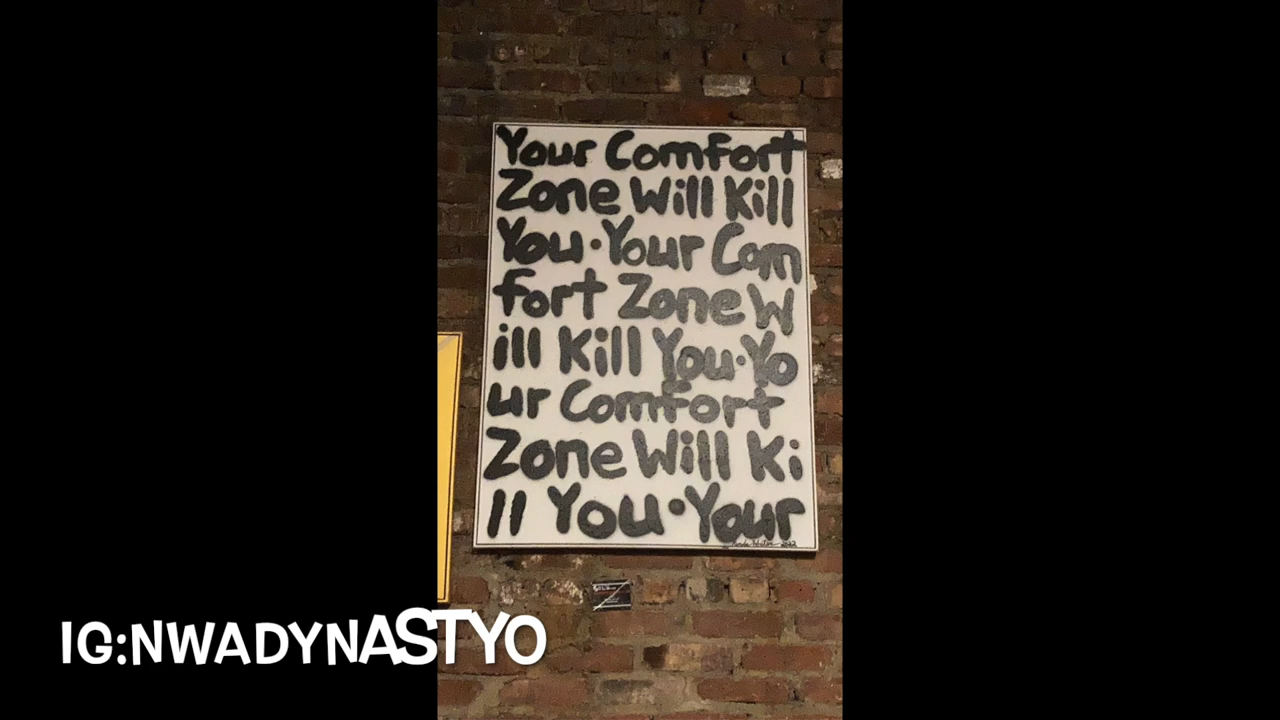 Your Comfort
Zone Will Kill
You·Your Com
fort Zone W
ill Kill You·Yo
ur Comfort
Zone Will Ki
ll You·Your
IG:NWADYNASTYO